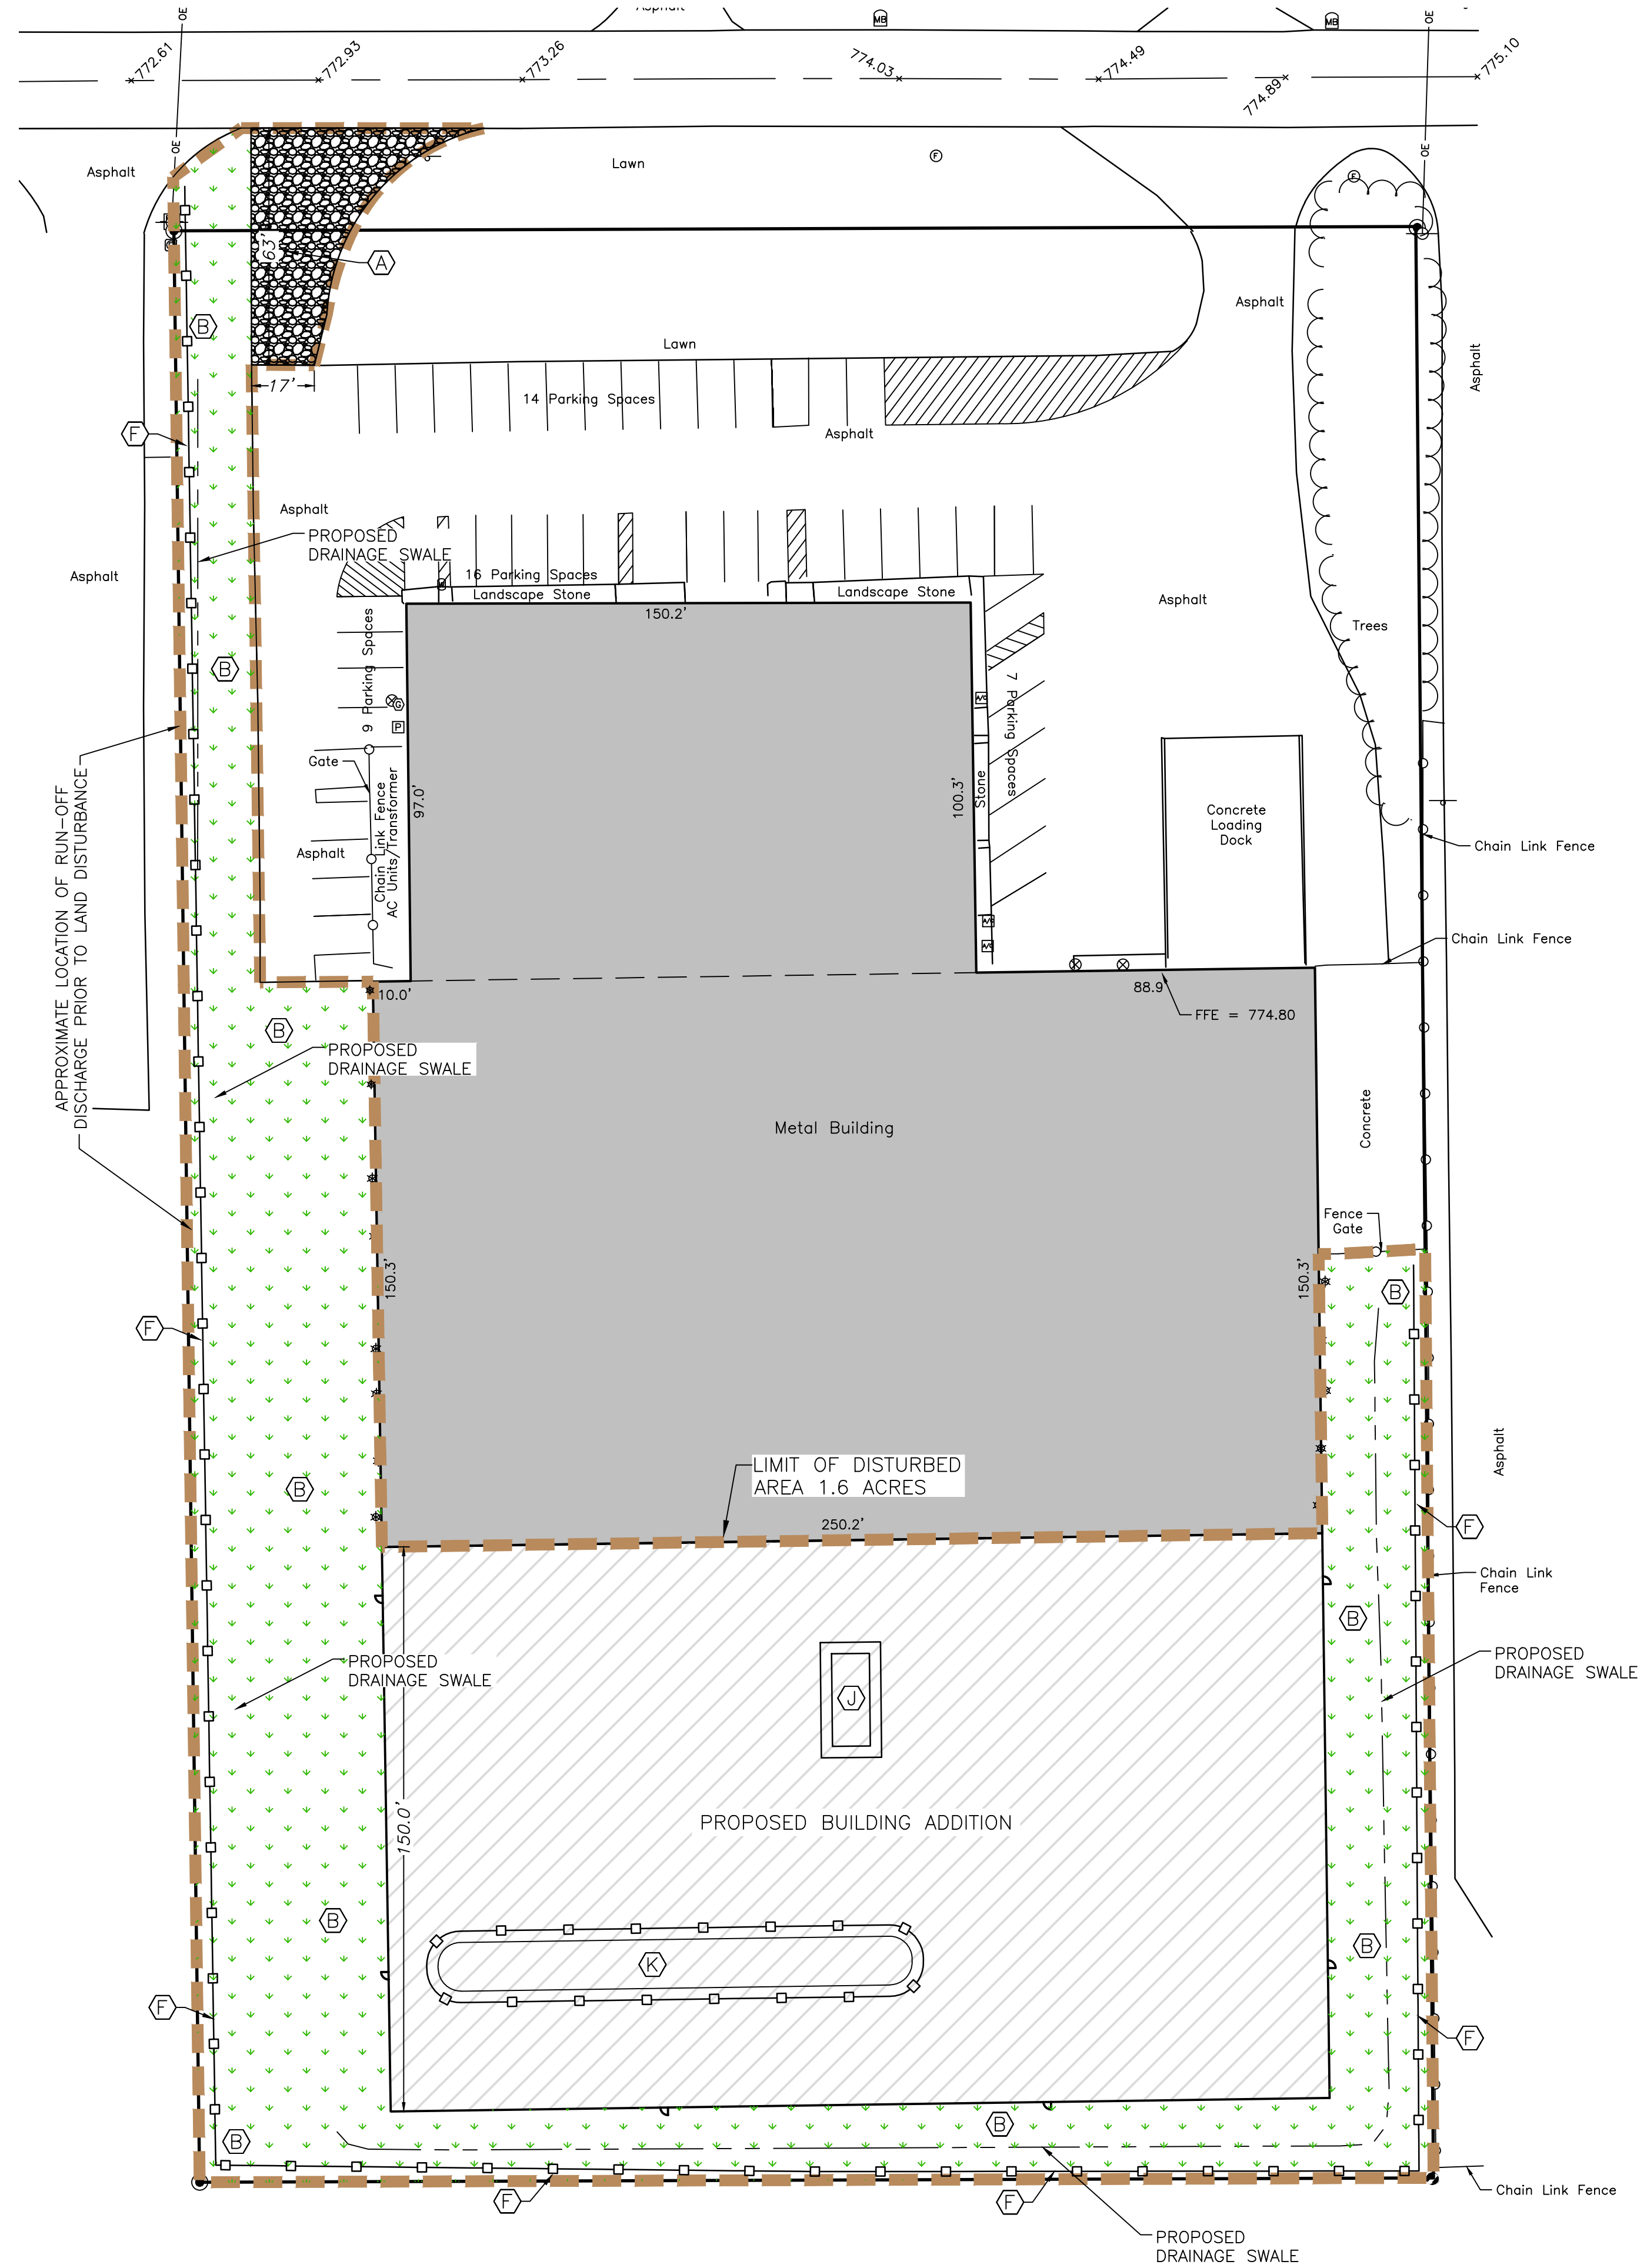 Asphalt
MB
MB
OE
OE
772.61
772.93
773.26
774.03
774.49
774.89
775.10
OE
OE
Asphalt
Lawn
F
F
63'
A
B
Asphalt
Asphalt
Lawn
17'
14 Parking Spaces
Asphalt
F
Asphalt
PROPOSED
DRAINAGE SWALE
Asphalt
16 Parking Spaces
Landscape Stone
Landscape Stone
150.2'
Asphalt
Trees
B
9 Parking Spaces
7 Parking Spaces
G
P
A/C
Gate
Chain Link Fence
AC Units/Transformer
97.0'
100.3'
Stone
Concrete
Loading
Dock
Asphalt
Chain Link Fence
APPROXIMATE LOCATION OF RUN-OFF
DISCHARGE PRIOR TO LAND DISTURBANCE
A/C
A/C
Chain Link Fence
10.0'
88.9
FFE = 774.80
B
PROPOSED
DRAINAGE SWALE
Metal Building
Concrete
Fence
Gate
150.3'
150.3'
B
F
LIMIT OF DISTURBED
AREA 1.6 ACRES
B
Asphalt
250.2'
F
Chain Link
Fence
B
PROPOSED
DRAINAGE SWALE
PROPOSED
DRAINAGE SWALE
J
150.0'
PROPOSED BUILDING ADDITION
B
B
K
F
F
B
B
F
F
Chain Link Fence
PROPOSED
DRAINAGE SWALE